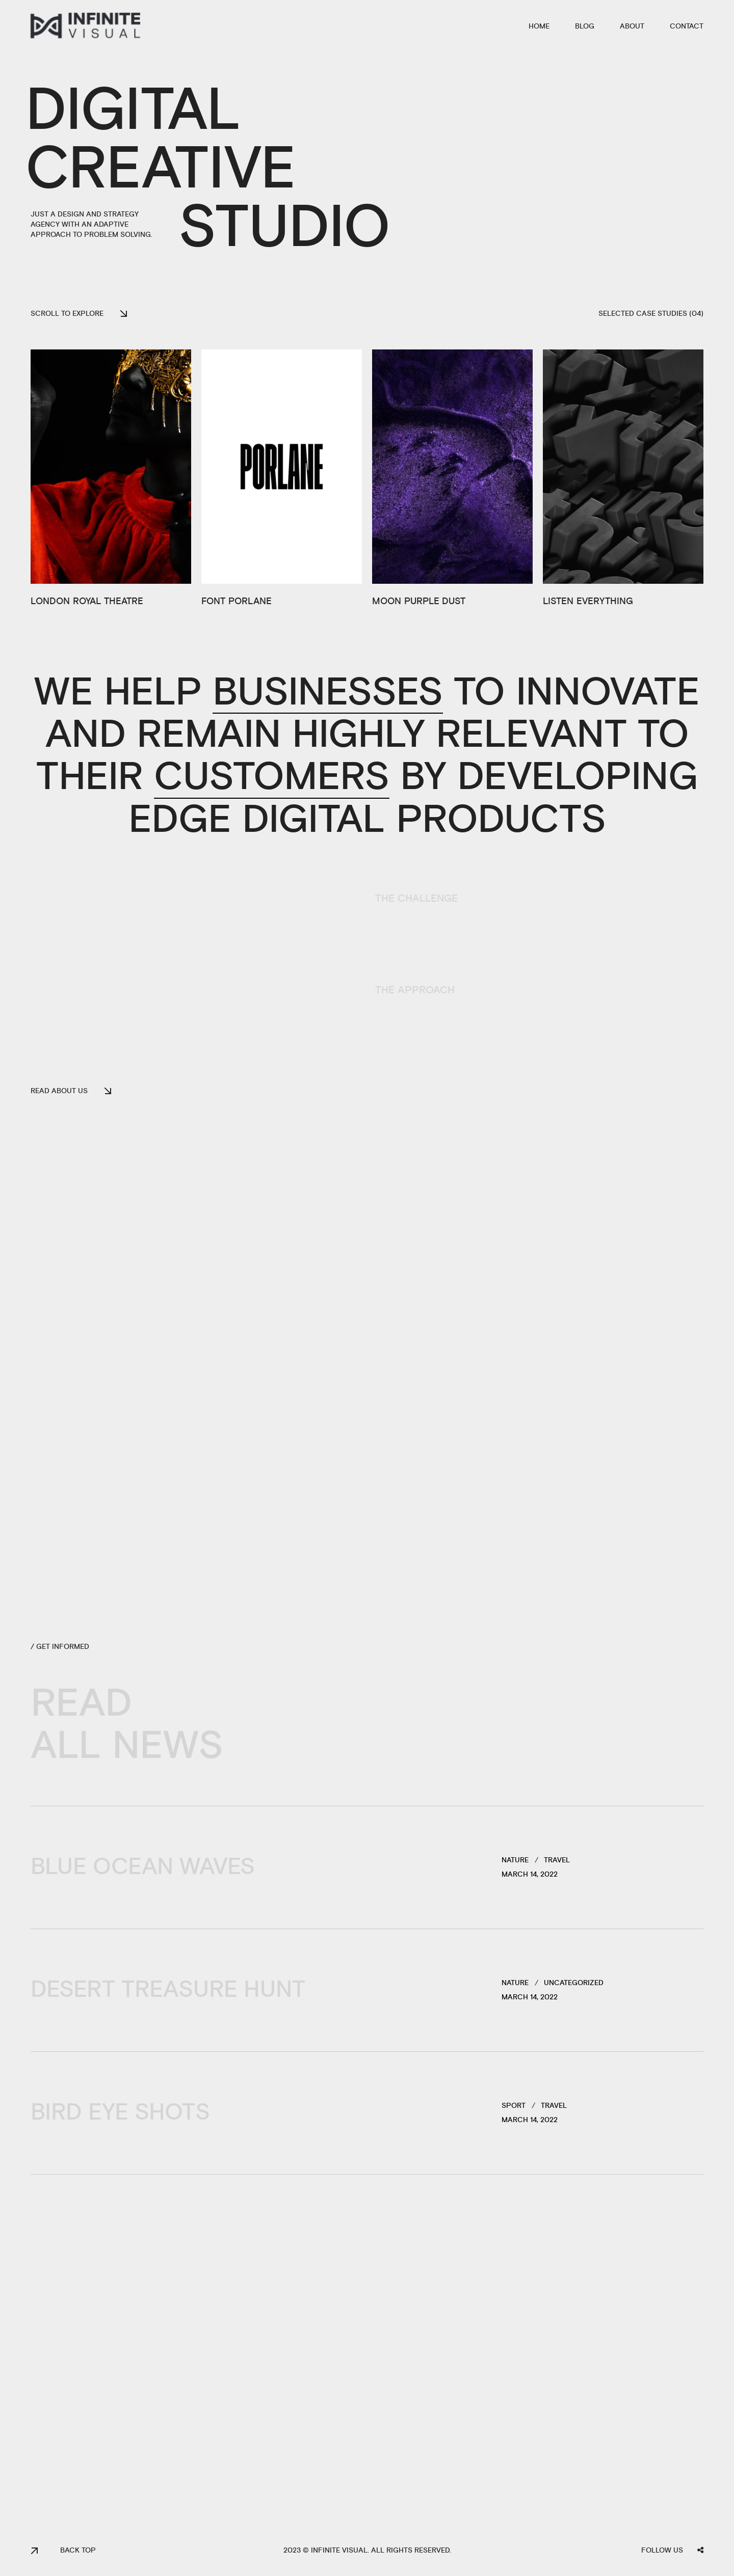 INFINITE
VISUAL
HOME BLOG ABOUT CONTACT
DIGITAL
CREATIVE
STUDIO
JUST A DESIGN AND STRATEGY
AGENCY WITH AN ADAPTIVE
APPROACH TO PROBLEM SOLVING.
SCROLL TO EXPLORE
SELECTED CASE STUDIES (04)
PORLANE
LONDON ROYAL THEATRE
FONT PORLANE
MOON PURPLE DUST
LISTEN EVERYTHING
WE HELP BUSINESSES TO INNOVATE
AND REMAIN HIGHLY RELEVANT TO
THEIR CUSTOMERS BY DEVELOPING
EDGE DIGITAL PRODUCTS
THE CHALLENGE
THE APPROACH
READ ABOUT US
/ GET INFORMED
READ
ALL NEWS
BLUE OCEAN WAVES
NATURE / TRAVEL
MARCH 14, 2022
DESERT TREASURE HUNT
NATURE / UNCATEGORIZED
MARCH 14, 2022
BIRD EYE SHOTS
SPORT / TRAVEL
MARCH 14, 2022
BACK TOP
2023 © INFINITE VISUAL. ALL RIGHTS RESERVED.
FOLLOW US